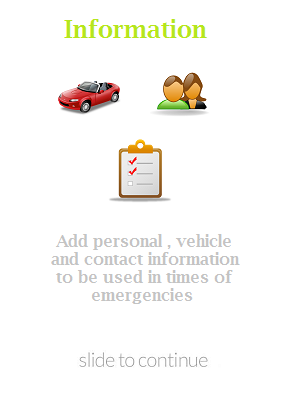 Information
Add personal , vehicle
and contact information
to be used in times of
emergencies
slide to continue